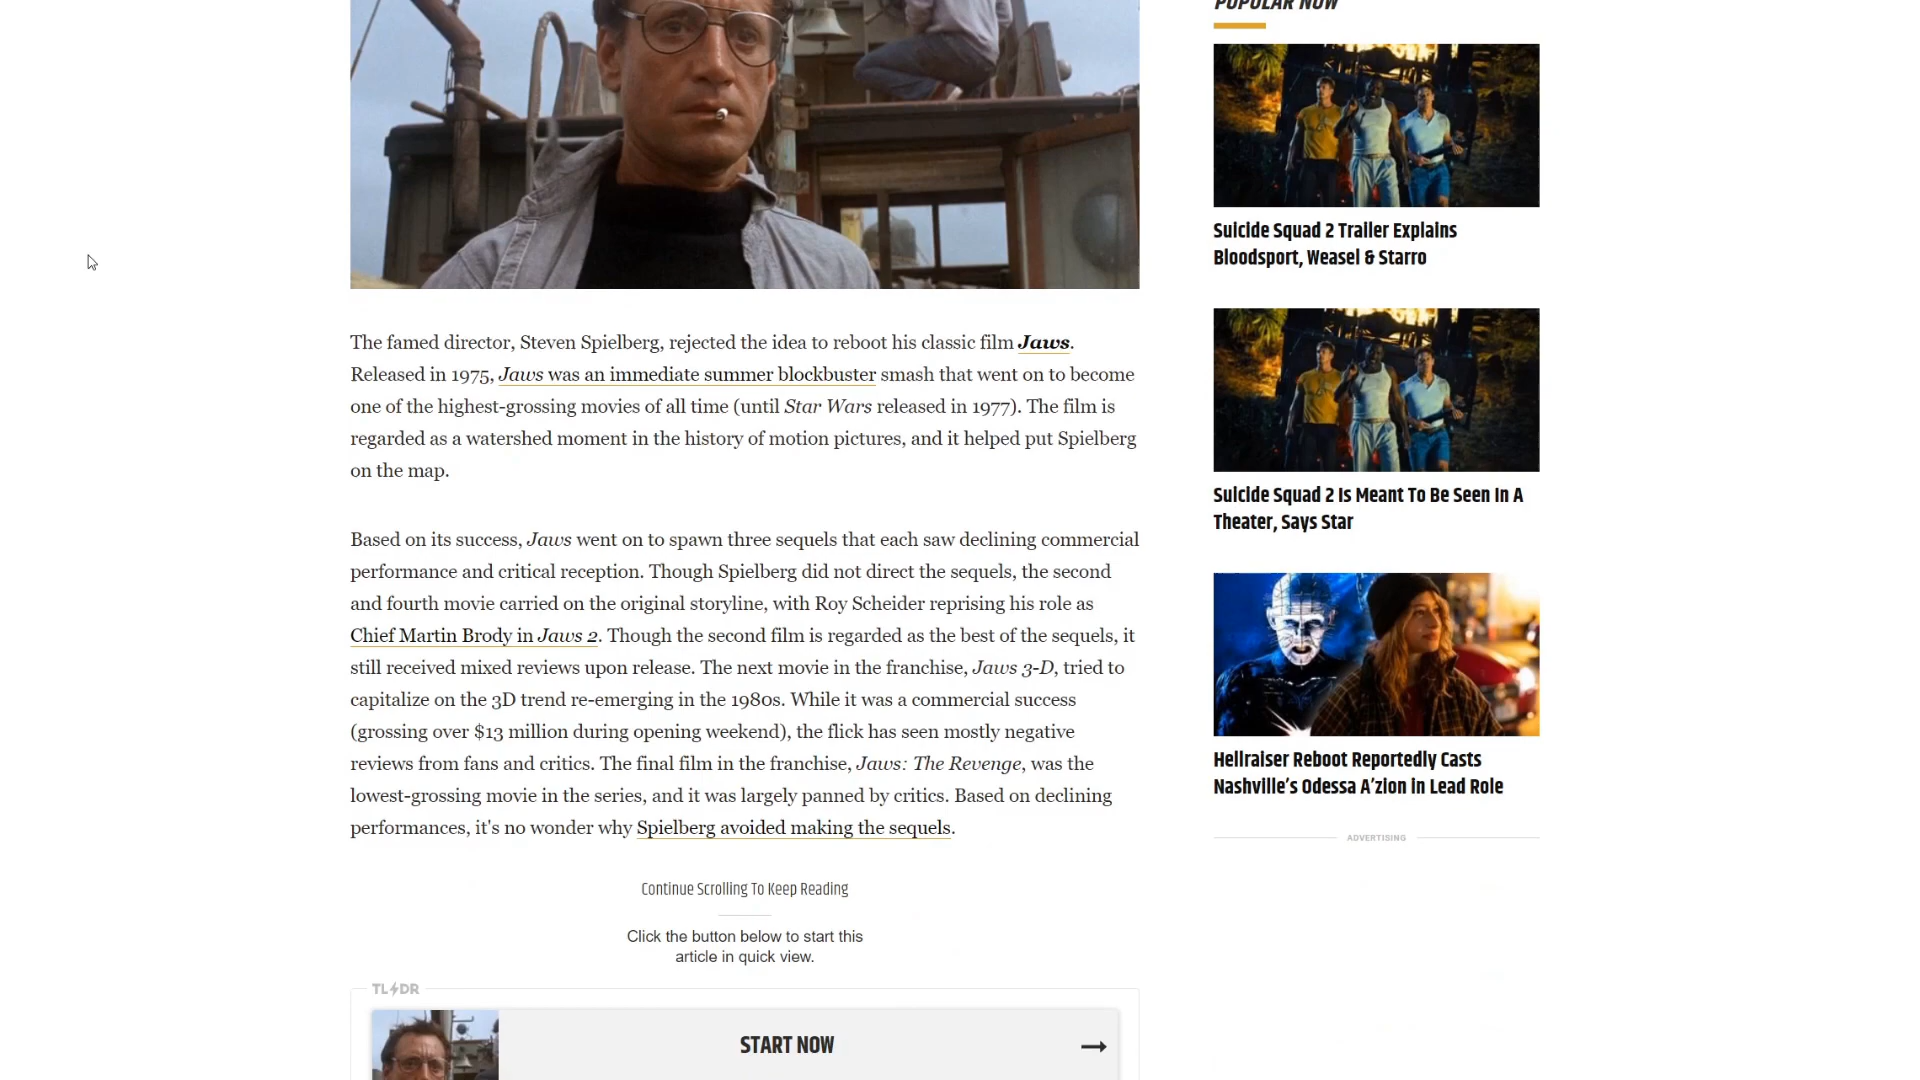 The famed director, Steven Spielberg, rejected the idea to reboot his classic film Jaws.
Released in 1975, Jaws was an immediate summer blockbuster smash that went on to become
one of the highest-grossing movies of all time (until Star Wars released in 1977). The film is
regarded as a watershed moment in the history of motion pictures, and it helped put Spielberg
on the map.
Based on its success, Jaws went on to spawn three sequels that each saw declining commercial
performance and critical reception. Though Spielberg did not direct the sequels, the second
and fourth movie carried on the original storyline, with Roy Scheider reprising his role as
Chief Martin Brody in Jaws 2. Though the second film is regarded as the best of the sequels, it
still received mixed reviews upon release. The next movie in the franchise, Jaws 3-D, tried to
capitalize on the 3D trend re-emerging in the 1980s. While it was a commercial success
(grossing over $13 million during opening weekend), the flick has seen mostly negative
reviews from fans and critics. The final film in the franchise, Jaws: The Revenge, was the
lowest-grossing movie in the series, and it was largely panned by critics. Based on declining
performances, it's no wonder why Spielberg avoided making the sequels.
Continue Scrolling To Keep Reading
Click the button below to start this
article in quick view.
TLDR
START NOW
POPULAR NOW
Suicide Squad 2 Trailer Explains
Bloodsport, Weasel & Starro
Suicide Squad 2 Is Meant To Be Seen In A
Theater, Says Star
Hellraiser Reboot Reportedly Casts
Nashville's Odessa A'zion in Lead Role
ADVERTISING